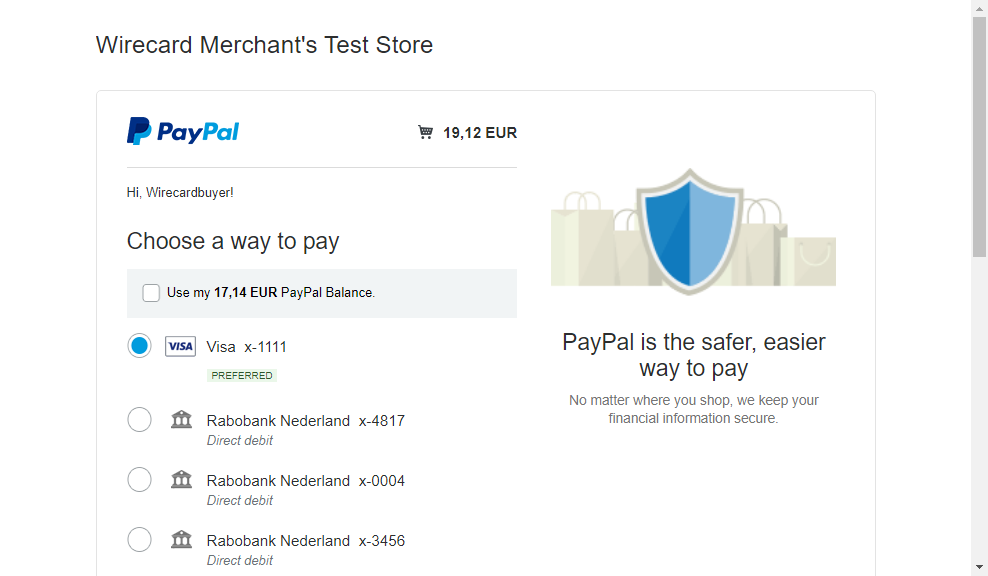 Wirecard Merchant's Test Store
PayPal
19,12 EUR
Hi, Wirecardbuyer!
Choose a way to pay
Use my 17,14 EUR PayPal Balance.
VISA Visa x-1111
PREFERRED
Rabobank Nederland x-4817
Direct debit
Rabobank Nederland x-0004
Direct debit
Rabobank Nederland x-3456
Direct debit
PayPal is the safer, easier
way to pay
No matter where you shop, we keep your
financial information secure.